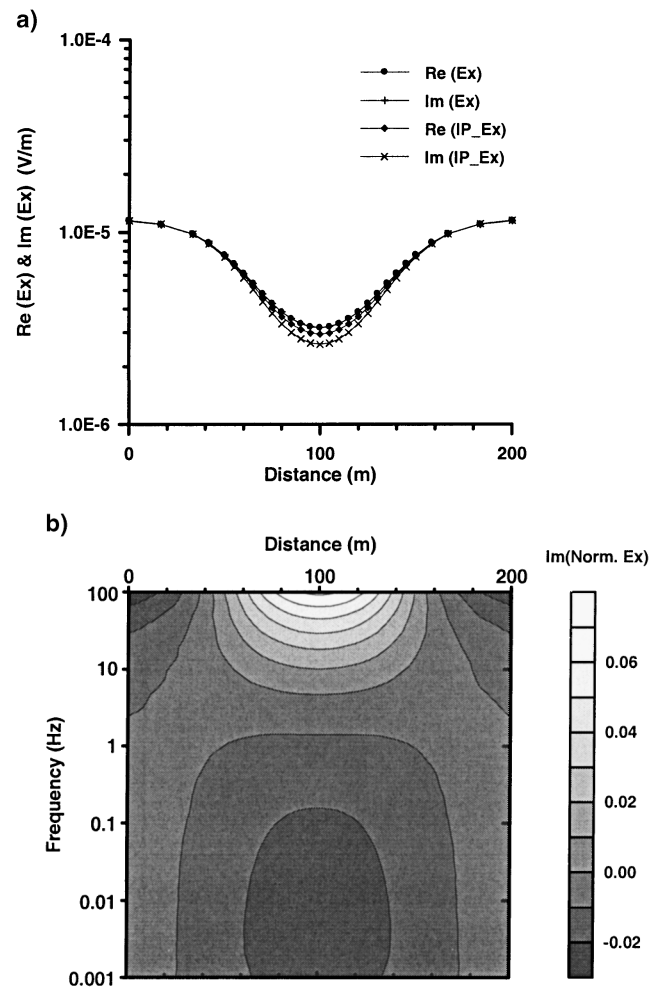 a)
1.0E-4
Re (Ex)
Im (Ex)
Re (IP_Ex)
Im (IP_Ex)
Re (Ex) & Im (Ex) (V/m)
1.0E-5
1.0E-6
0 100 200
Distance (m)
b)
Distance (m)
Im(Norm. Ex)
0 100 200
100
10
1
0.1
0.01
0.001
Frequency (Hz)
0.06
0.04
0.02
0.00
-0.02